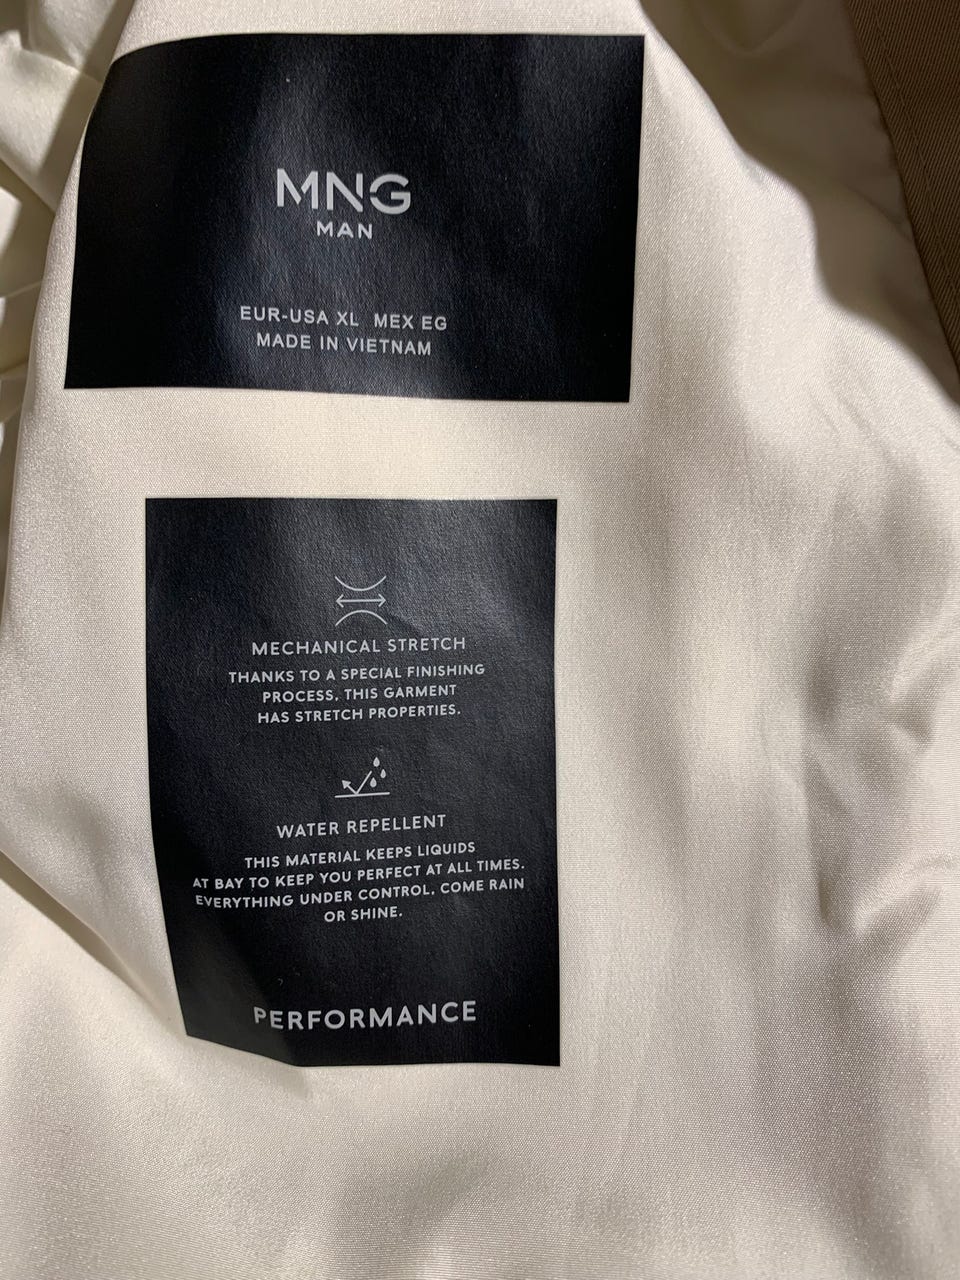 MNG
MAN
EUR-USA XL MEX EG
MADE IN VIETNAM
MECHANICAL STRETCH
THANKS TO A SPECIAL FINISHING
PROCESS, THIS GARMENT
HAS STRETCH PROPERTIES.
WATER REPELLENT
THIS MATERIAL KEEPS LIQUIDS
AT BAY TO KEEP YOU PERFECT AT ALL TIMES.
EVERYTHING UNDER CONTROL, COME RAIN
OR SHINE.
PERFORMANCE